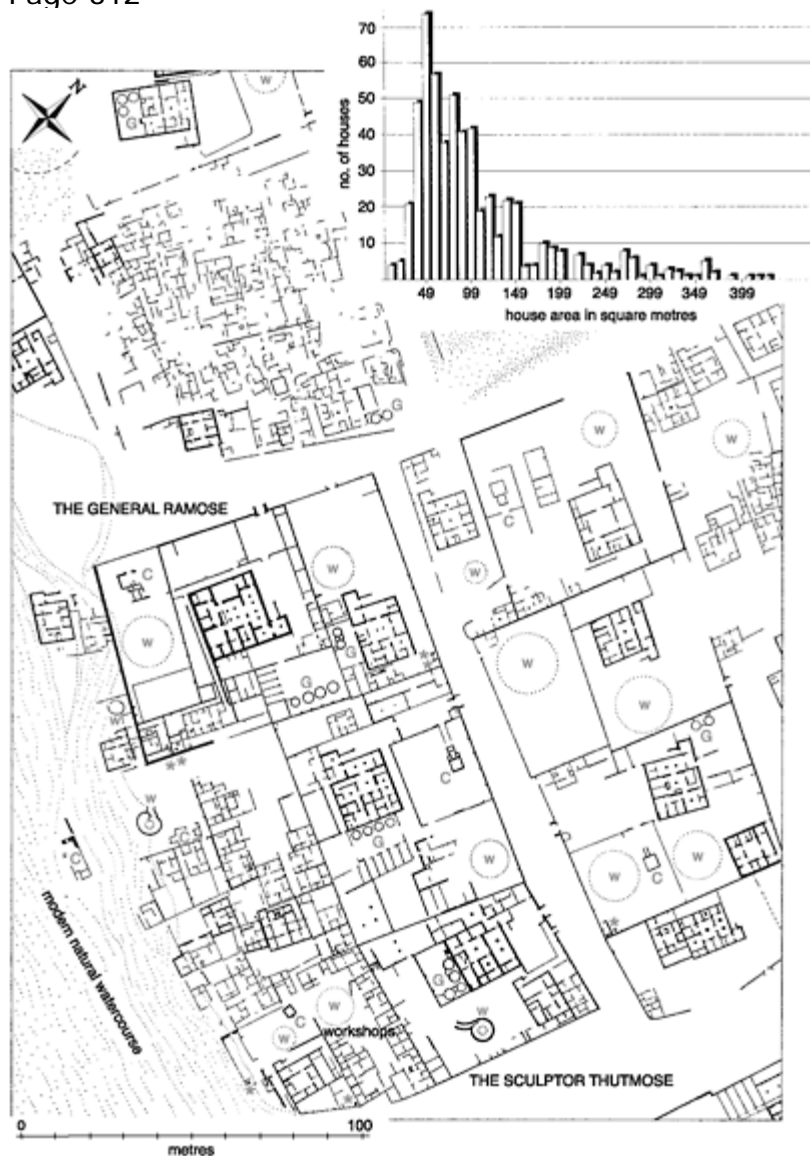 Page 312
70
60
50
40
30
20
10
no. of houses
49 99 149 199 249 299 349 399
house area in square metres
N
W
G
G
W
W
THE GENERAL RAMOSE
C
W
W
C
W
G
G
W
W
W
G
W
C
G
W
W
C
W
modern natural watercourse
G
W
C
W
W
workshops
THE SCULPTOR THUTMOSE
0 100
metres